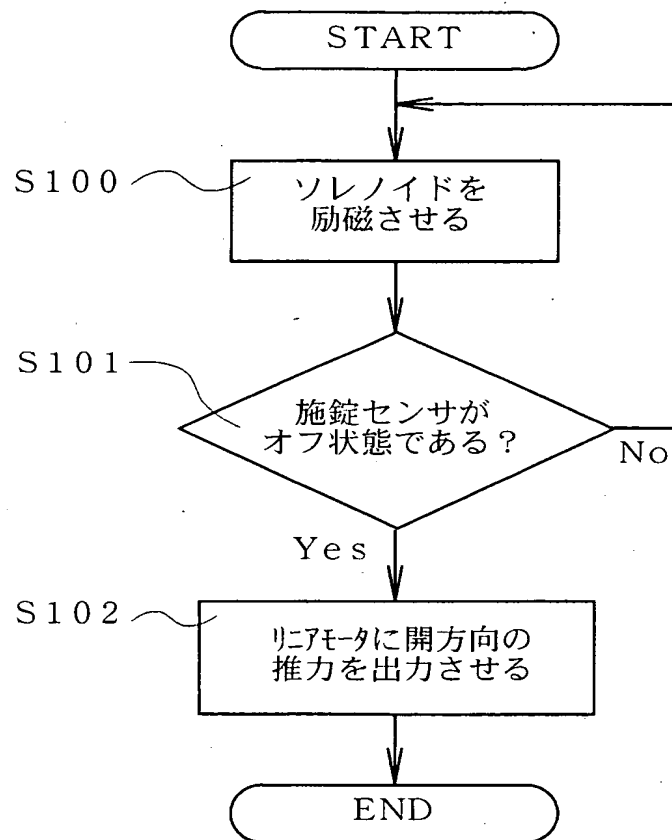 START
S100
ソレノイドを
励磁させる
S101
施錠センサが
オフ状態である?
No
Yes
S102
リニアモータに開方向の
推力を出力させる
END